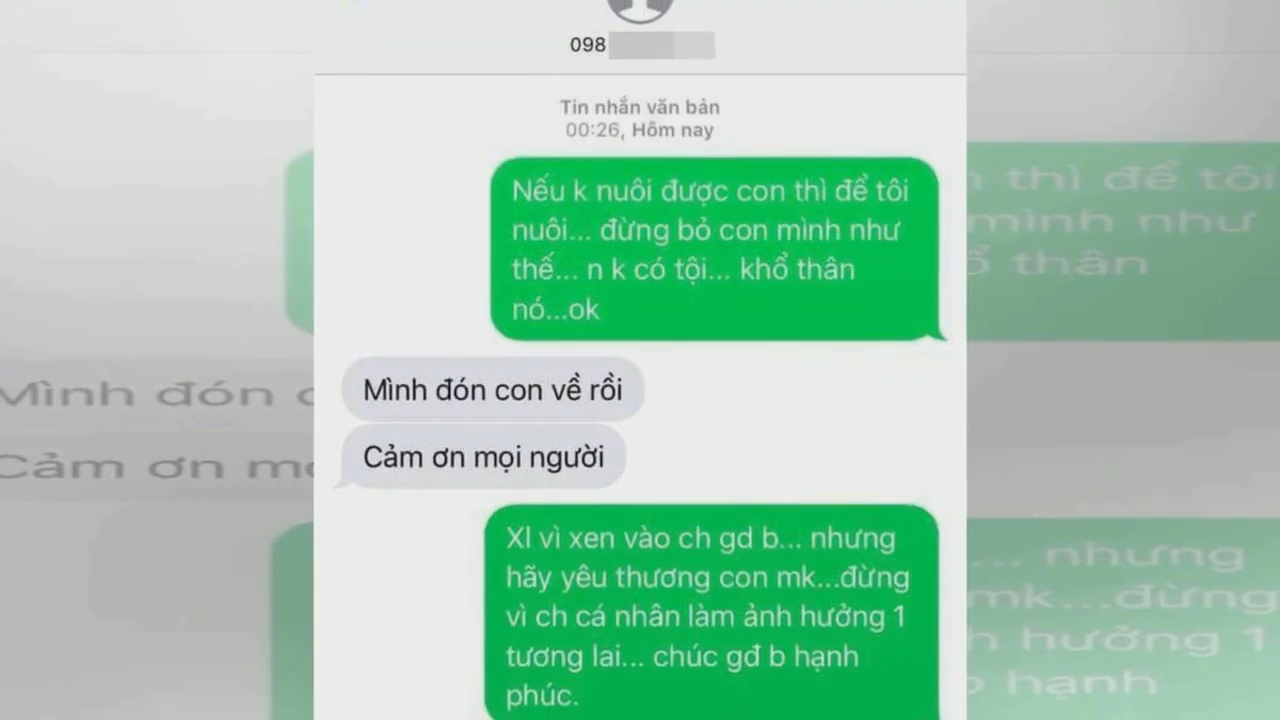 098
Tin nhắn văn bản
00:26, Hôm nay
Nếu k nuôi được con thì để tôi
nuôi... đừng bỏ con mình như
thế... n k có tội... khổ thân
nó...ok
Mình đón con về rồi
Cảm ơn mọi người
Xl vì xen vào ch gd b... nhưng
hãy yêu thương con mk...đừng
vì ch cá nhân làm ảnh hưởng 1
tương lai... chúc gđ b hạnh
phúc.